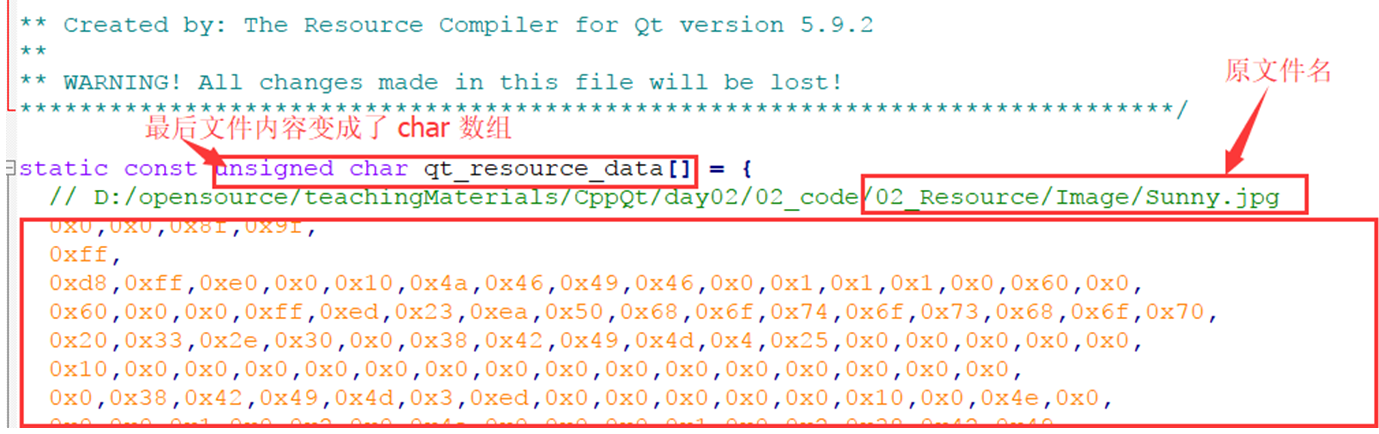 ** Created by: The Resource Compiler for Qt version 5.9.2
**
** WARNING! All changes made in this file will be lost!
******************************************************************************/
原文件名
最后文件内容变成了 char 数组
static const unsigned char qt_resource_data[] = {
// D:/opensource/teachingMaterials/CppQt/day02/02_code/02_Resource/Image/Sunny.jpg
0x0,0x0,0x8f,0x9f,
0xff,
0xd8,0xff,0xe0,0x0,0x10,0x4a,0x46,0x49,0x46,0x0,0x1,0x1,0x1,0x0,0x60,0x0,
0x60,0x0,0x0,0xff,0xed,0x23,0xea,0x50,0x68,0x6f,0x74,0x6f,0x73,0x68,0x6f,0x70,
0x20,0x33,0x2e,0x30,0x0,0x38,0x42,0x49,0x4d,0x4,0x25,0x0,0x0,0x0,0x0,0x0,
0x10,0x0,0x0,0x0,0x0,0x0,0x0,0x0,0x0,0x0,0x0,0x0,0x0,0x0,0x0,0x0,
0x0,0x38,0x42,0x49,0x4d,0x3,0xed,0x0,0x0,0x0,0x0,0x0,0x10,0x0,0x4e,0x0,